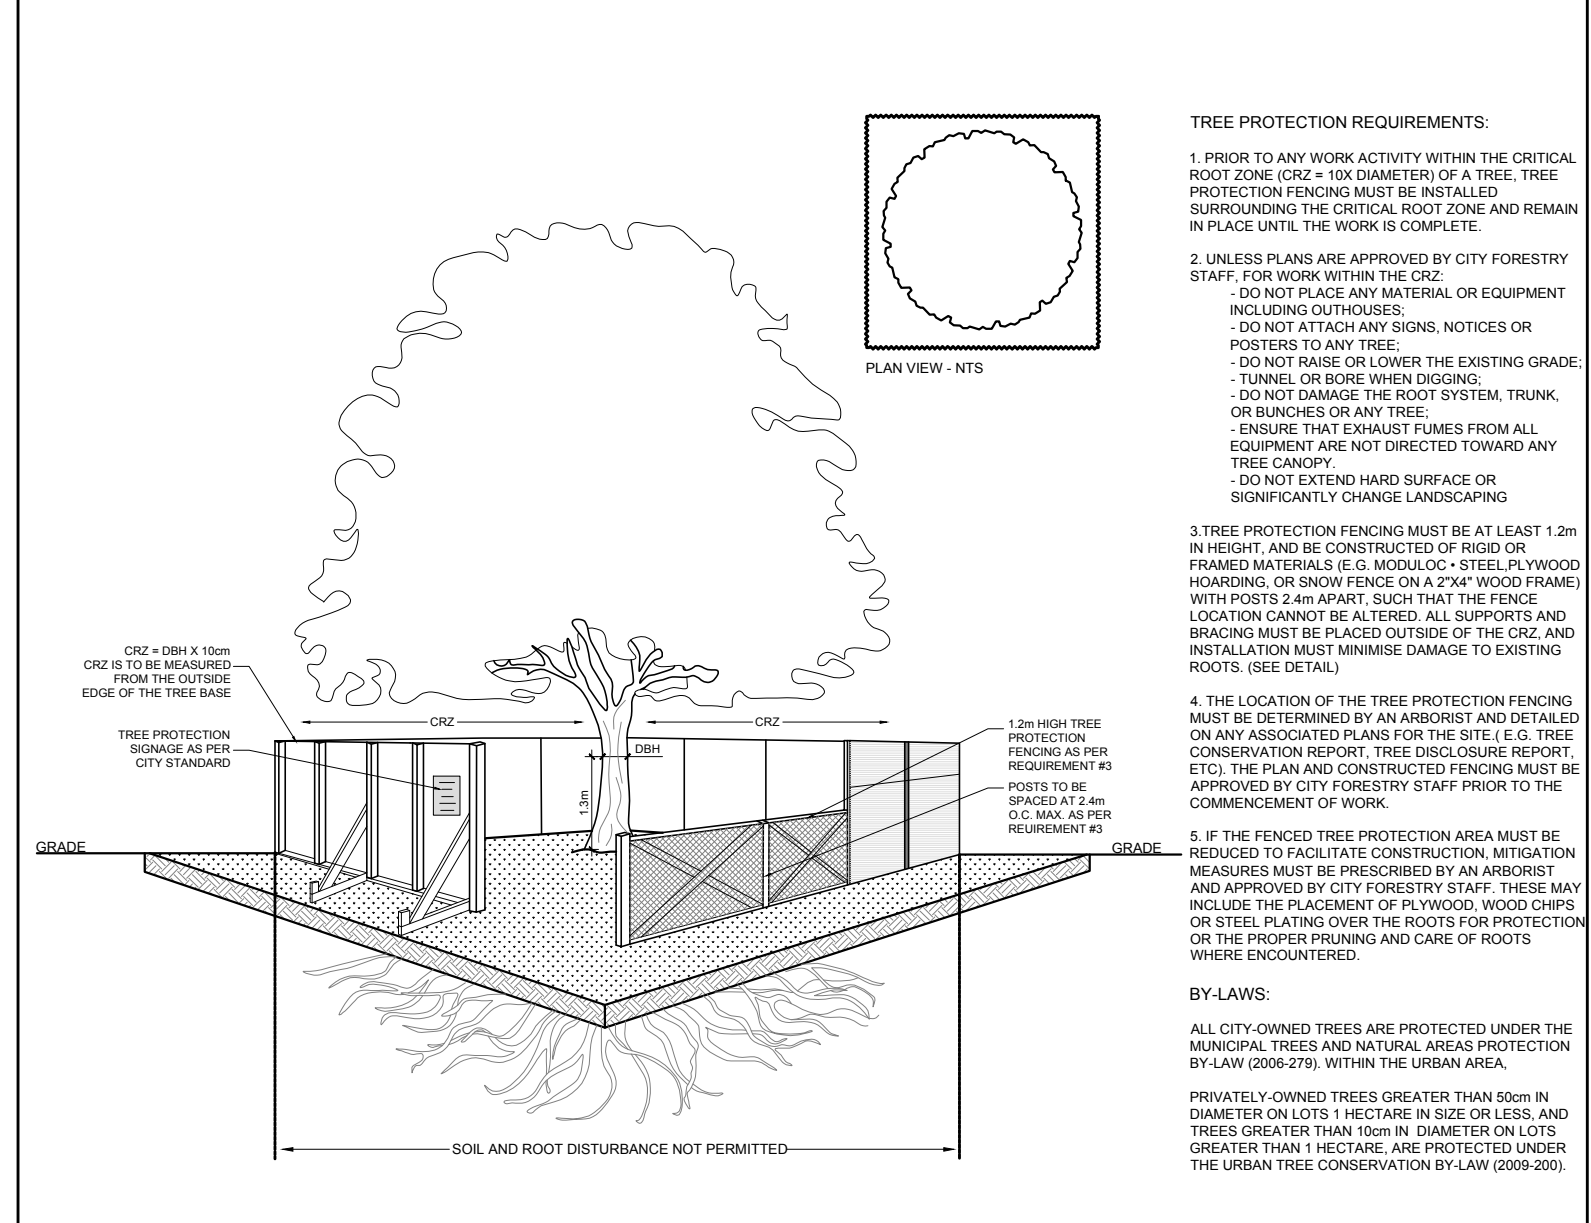 PLAN VIEW - NTS
CRZ = DBH X 10cm
CRZ IS TO BE MEASURED
FROM THE OUTSIDE
EDGE OF THE TREE BASE
TREE PROTECTION
SIGNAGE AS PER
CITY STANDARD
CRZ
CRZ
DBH
1.3m
1.2m HIGH TREE
PROTECTION
FENCING AS PER
REQUIREMENT #3
POSTS TO BE
SPACED AT 2.4m
O.C. MAX. AS PER
REUIREMENT #3
GRADE
GRADE
SOIL AND ROOT DISTURBANCE NOT PERMITTED
TREE PROTECTION REQUIREMENTS:
1. PRIOR TO ANY WORK ACTIVITY WITHIN THE CRITICAL
ROOT ZONE (CRZ = 10X DIAMETER) OF A TREE, TREE
PROTECTION FENCING MUST BE INSTALLED
SURROUNDING THE CRITICAL ROOT ZONE AND REMAIN
IN PLACE UNTIL THE WORK IS COMPLETE.
2. UNLESS PLANS ARE APPROVED BY CITY FORESTRY
STAFF, FOR WORK WITHIN THE CRZ:
- DO NOT PLACE ANY MATERIAL OR EQUIPMENT
INCLUDING OUTHOUSES;
- DO NOT ATTACH ANY SIGNS, NOTICES OR
POSTERS TO ANY TREE;
- DO NOT RAISE OR LOWER THE EXISTING GRADE;
- TUNNEL OR BORE WHEN DIGGING;
- DO NOT DAMAGE THE ROOT SYSTEM, TRUNK,
OR BUNCHES OR ANY TREE;
- ENSURE THAT EXHAUST FUMES FROM ALL
EQUIPMENT ARE NOT DIRECTED TOWARD ANY
TREE CANOPY.
- DO NOT EXTEND HARD SURFACE OR
SIGNIFICANTLY CHANGE LANDSCAPING
3.TREE PROTECTION FENCING MUST BE AT LEAST 1.2m
IN HEIGHT, AND BE CONSTRUCTED OF RIGID OR
FRAMED MATERIALS (E.G. MODULOC • STEEL,PLYWOOD
HOARDING, OR SNOW FENCE ON A 2"X4" WOOD FRAME)
WITH POSTS 2.4m APART, SUCH THAT THE FENCE
LOCATION CANNOT BE ALTERED. ALL SUPPORTS AND
BRACING MUST BE PLACED OUTSIDE OF THE CRZ, AND
INSTALLATION MUST MINIMISE DAMAGE TO EXISTING
ROOTS. (SEE DETAIL)
4. THE LOCATION OF THE TREE PROTECTION FENCING
MUST BE DETERMINED BY AN ARBORIST AND DETAILED
ON ANY ASSOCIATED PLANS FOR THE SITE.( E.G. TREE
CONSERVATION REPORT, TREE DISCLOSURE REPORT,
ETC). THE PLAN AND CONSTRUCTED FENCING MUST BE
APPROVED BY CITY FORESTRY STAFF PRIOR TO THE
COMMENCEMENT OF WORK.
5. IF THE FENCED TREE PROTECTION AREA MUST BE
REDUCED TO FACILITATE CONSTRUCTION, MITIGATION
MEASURES MUST BE PRESCRIBED BY AN ARBORIST
AND APPROVED BY CITY FORESTRY STAFF. THESE MAY
INCLUDE THE PLACEMENT OF PLYWOOD, WOOD CHIPS
OR STEEL PLATING OVER THE ROOTS FOR PROTECTION
OR THE PROPER PRUNING AND CARE OF ROOTS
WHERE ENCOUNTERED.
BY-LAWS:
ALL CITY-OWNED TREES ARE PROTECTED UNDER THE
MUNICIPAL TREES AND NATURAL AREAS PROTECTION
BY-LAW (2006-279). WITHIN THE URBAN AREA,
PRIVATELY-OWNED TREES GREATER THAN 50cm IN
DIAMETER ON LOTS 1 HECTARE IN SIZE OR LESS, AND
TREES GREATER THAN 10cm IN DIAMETER ON LOTS
GREATER THAN 1 HECTARE, ARE PROTECTED UNDER
THE URBAN TREE CONSERVATION BY-LAW (2009-200).